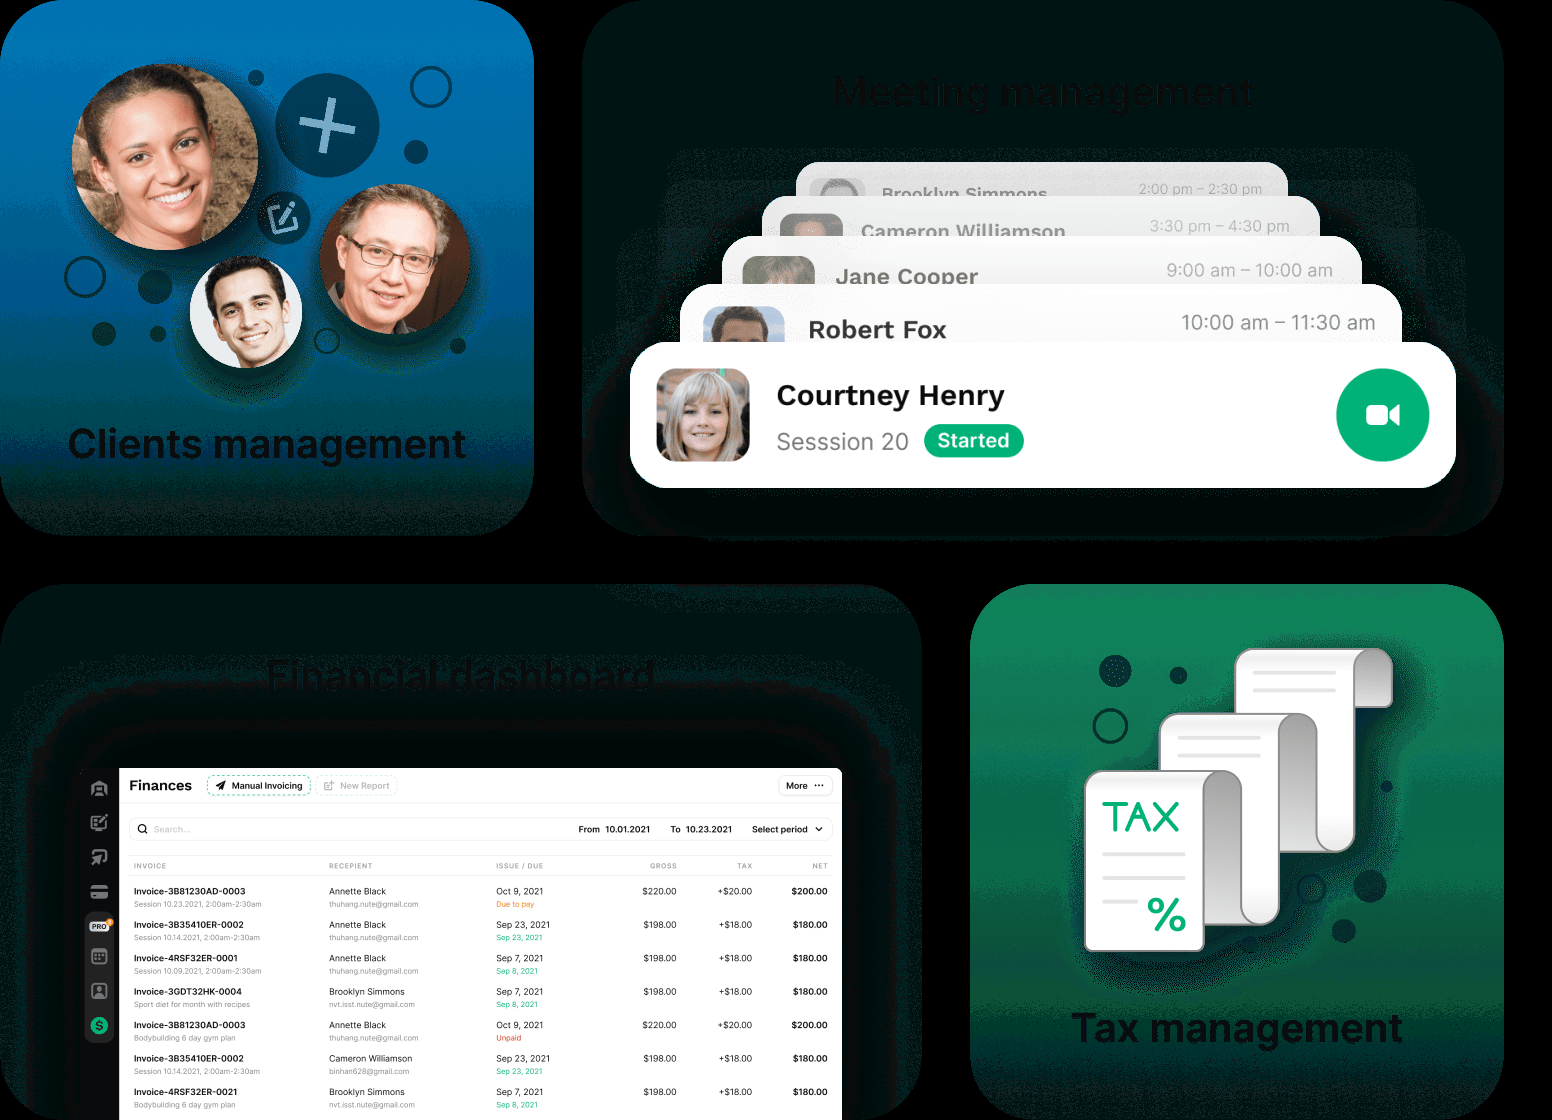 Clients management
Meeting management
Brooklyn Simmons 2:00 pm – 2:30 pm
Cameron Williamson 3:30 pm – 4:30 pm
Jane Cooper 9:00 am – 10:00 am
Robert Fox 10:00 am – 11:30 am
Courtney Henry
Sesssion 20 Started
Financial dashboard
Finances Manual Invoicing New Report More ···
Search... From 10.01.2021 To 10.23.2021 Select period
INVOICE RECEPIENT ISSUE / DUE GROSS TAX NET
Invoice-3B81230AD-0003 Annette Black Oct 9, 2021 $220.00 +$20.00 $200.00
Session 10.23.2021, 2:00am-2:30am thuhang.nute@gmail.com Due to pay
Invoice-3B35410ER-0002 Annette Black Sep 23, 2021 $198.00 +$18.00 $180.00
Session 10.14.2021, 2:00am-2:30am thuhang.nute@gmail.com Sep 23, 2021
PRO
Invoice-4RSF32ER-0001 Annette Black Sep 7, 2021 $198.00 +$18.00 $180.00
Session 10.09.2021, 2:00am-2:30am thuhang.nute@gmail.com Sep 8, 2021
Invoice-3GDT32HK-0004 Brooklyn Simmons Sep 7, 2021 $198.00 +$18.00 $180.00
Sport diet for month with recipes nvt.isst.nute@gmail.com Sep 8, 2021
Invoice-3B81230AD-0003 Annette Black Oct 9, 2021 $220.00 +$20.00 $200.00
Bodybuilding 6 day gym plan thuhang.nute@gmail.com Unpaid
Invoice-3B35410ER-0002 Cameron Williamson Sep 23, 2021 $198.00 +$18.00 $180.00
Session 10.14.2021, 2:00am-2:30am binhan628@gmail.com Sep 23, 2021
Invoice-4RSF32ER-0021 Brooklyn Simmons Sep 7, 2021 $198.00 +$18.00 $180.00
Bodybuilding 6 day gym plan nvt.isst.nute@gmail.com Sep 8, 2021
TAX
%
Tax management